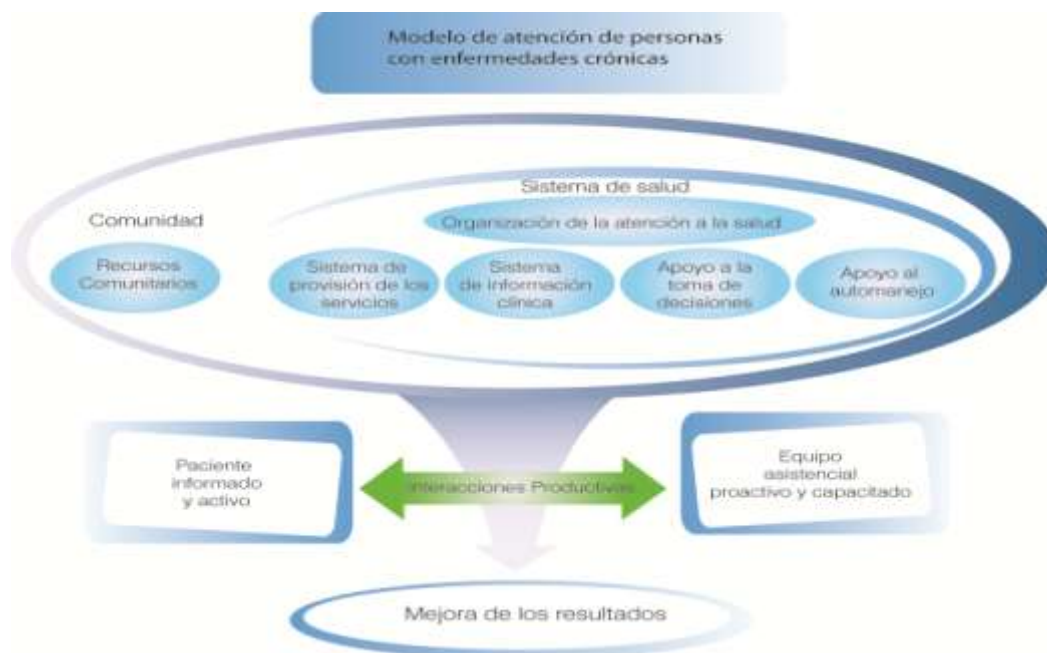 Modelo de atención de personas
con enfermedades crónicas
Sistema de salud
Comunidad
Organización de la atención a la salud
Recursos
Comunitarios
Sistema de
provisión de los
servicios
Sistema
de información
clínica
Apoyo a la
toma de
decisiones
Apoyo al
automanejo
Paciente
informado
y activo
Interacciones Productivas
Equipo
asistencial
proactivo y capacitado
Mejora de los resultados